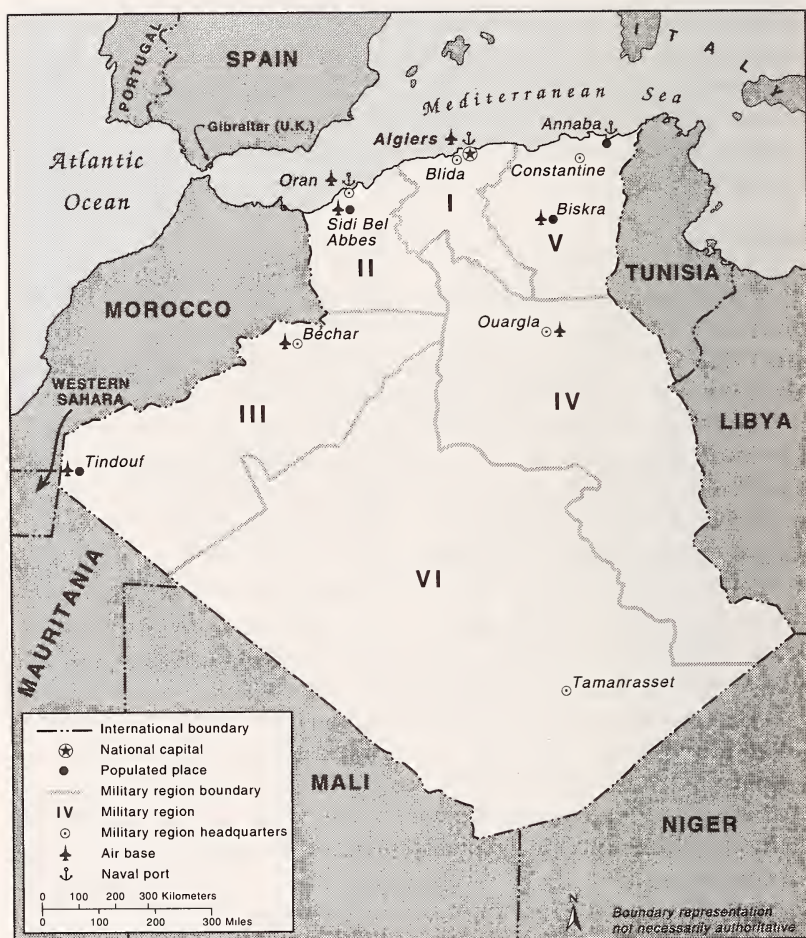 SPAIN
PORTUGAL
ITALY
Mediterranean Sea
Gibraltar (U.K.)
Algiers
Annaba
Atlantic
Ocean
Oran
Blida
Constantine
I
Sidi Bel
Abbes
Biskra
V
II
TUNISIA
MOROCCO
Béchar
Ouargla
WESTERN
SAHARA
III
IV
LIBYA
Tindouf
VI
MAURITANIA
Tamanrasset
International boundary
National capital
Populated place
Military region boundary
IV Military region
Military region headquarters
Air base
Naval port
0 100 200 300 Kilometers
0 100 200 300 Miles
MALI
NIGER
N
Boundary representation
not necessarily authoritative